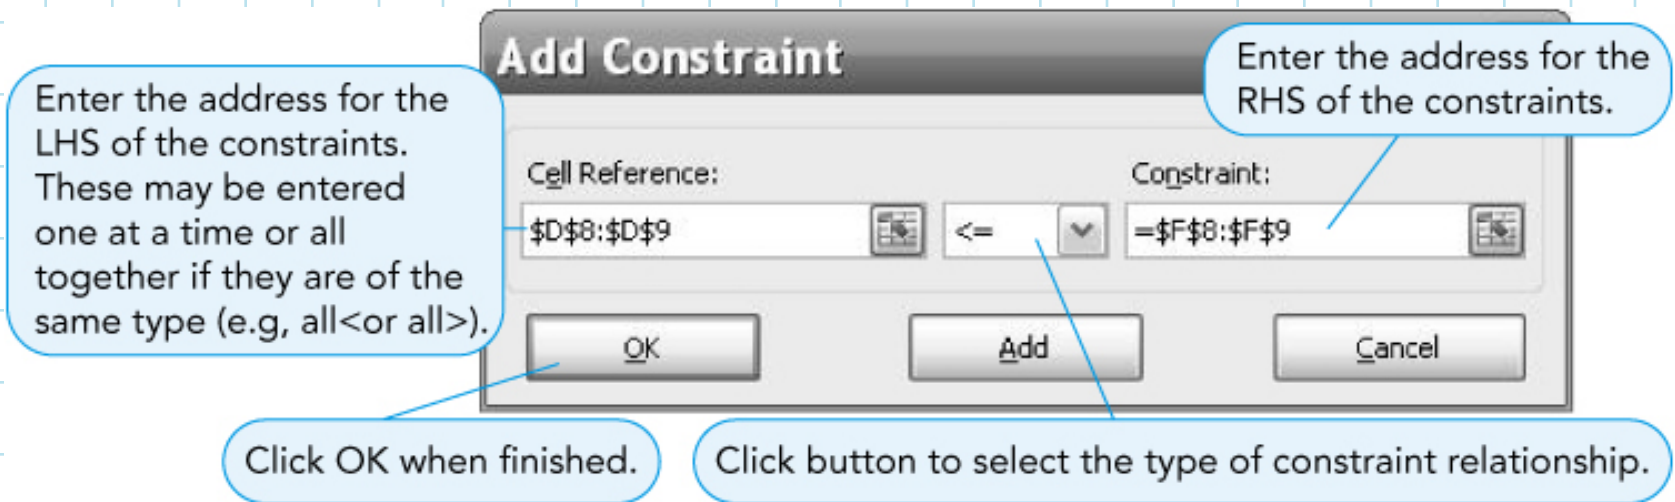 Add Constraint
Enter the address for the
RHS of the constraints.
Enter the address for the
LHS of the constraints.
These may be entered
one at a time or all
together if they are of the
same type (e.g, all<or all>).
Cell Reference:
Constraint:
$D$8:$D$9
<=
=$F$8:$F$9
OK
Add
Cancel
Click OK when finished.
Click button to select the type of constraint relationship.